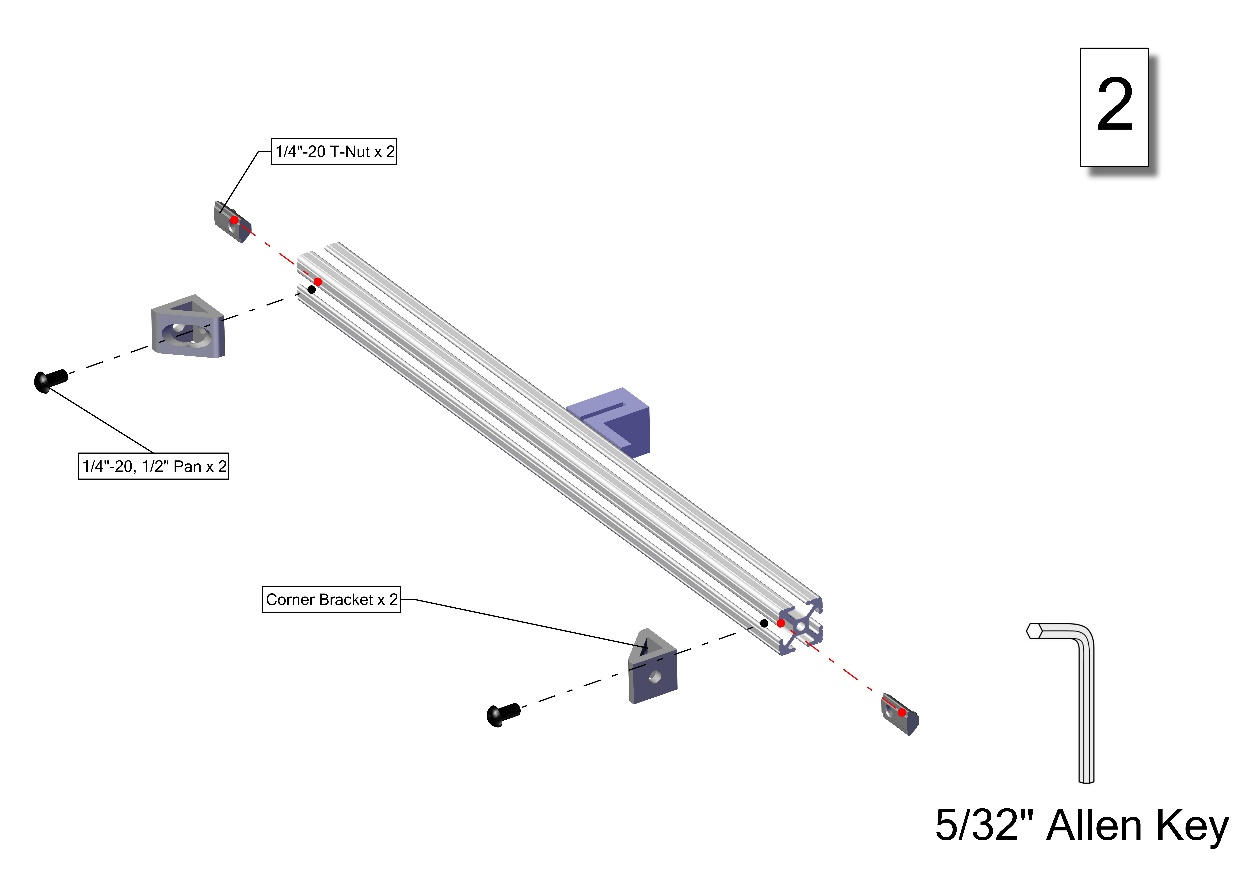 2
1/4"-20 T-Nut x 2
1/4"-20, 1/2" Pan x 2
Corner Bracket x 2
5/32" Allen Key